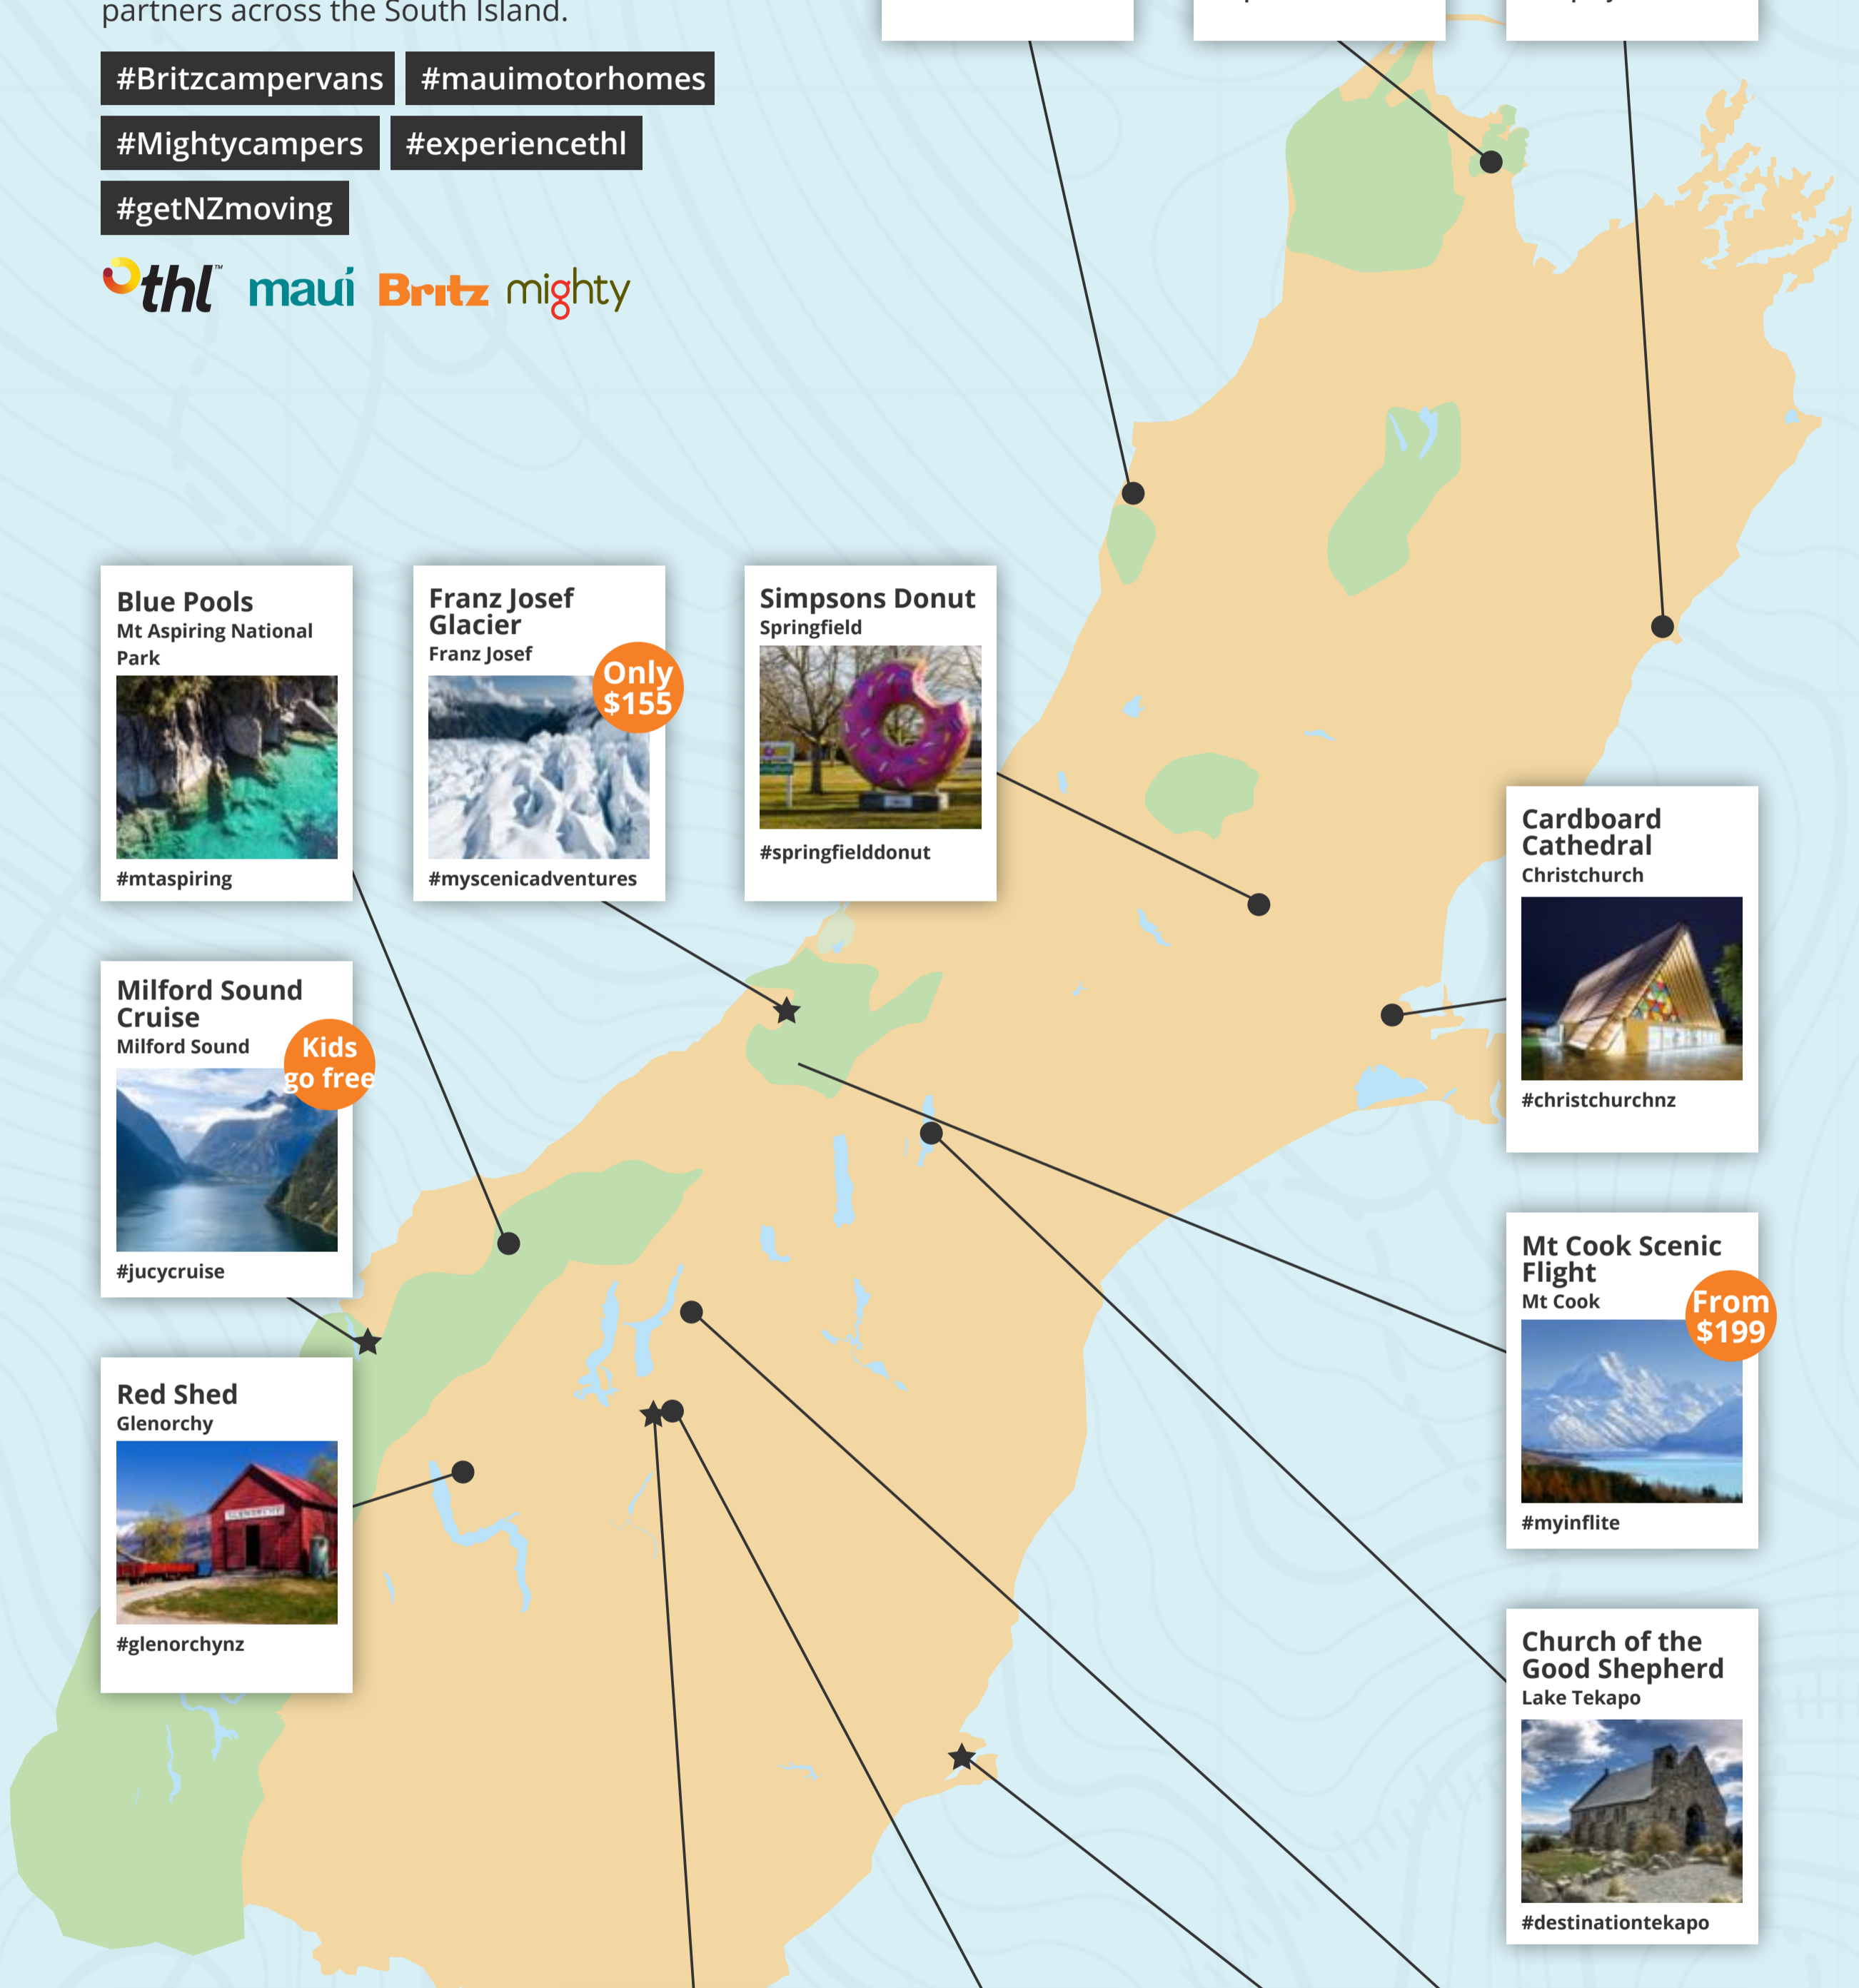 partners across the South Island.
#Britzcampervans #mauimotorhomes
#Mightycampers #experiencethl
#getNZmoving
thl™ mauí Britz mighty
Blue Pools
Mt Aspiring National
Park
#mtaspiring
Franz Josef
Glacier
Franz Josef
Only
$155
#myscenicadventures
Simpsons Donut
Springfield
#springfielddonut
Cardboard
Cathedral
Christchurch
#christchurchnz
Milford Sound
Cruise
Milford Sound
Kids
go free
#jucycruise
Mt Cook Scenic
Flight
Mt Cook
From
$199
#myinflite
Red Shed
Glenorchy
GLENORCHY
#glenorchynz
Church of the
Good Shepherd
Lake Tekapo
#destinationtekapo